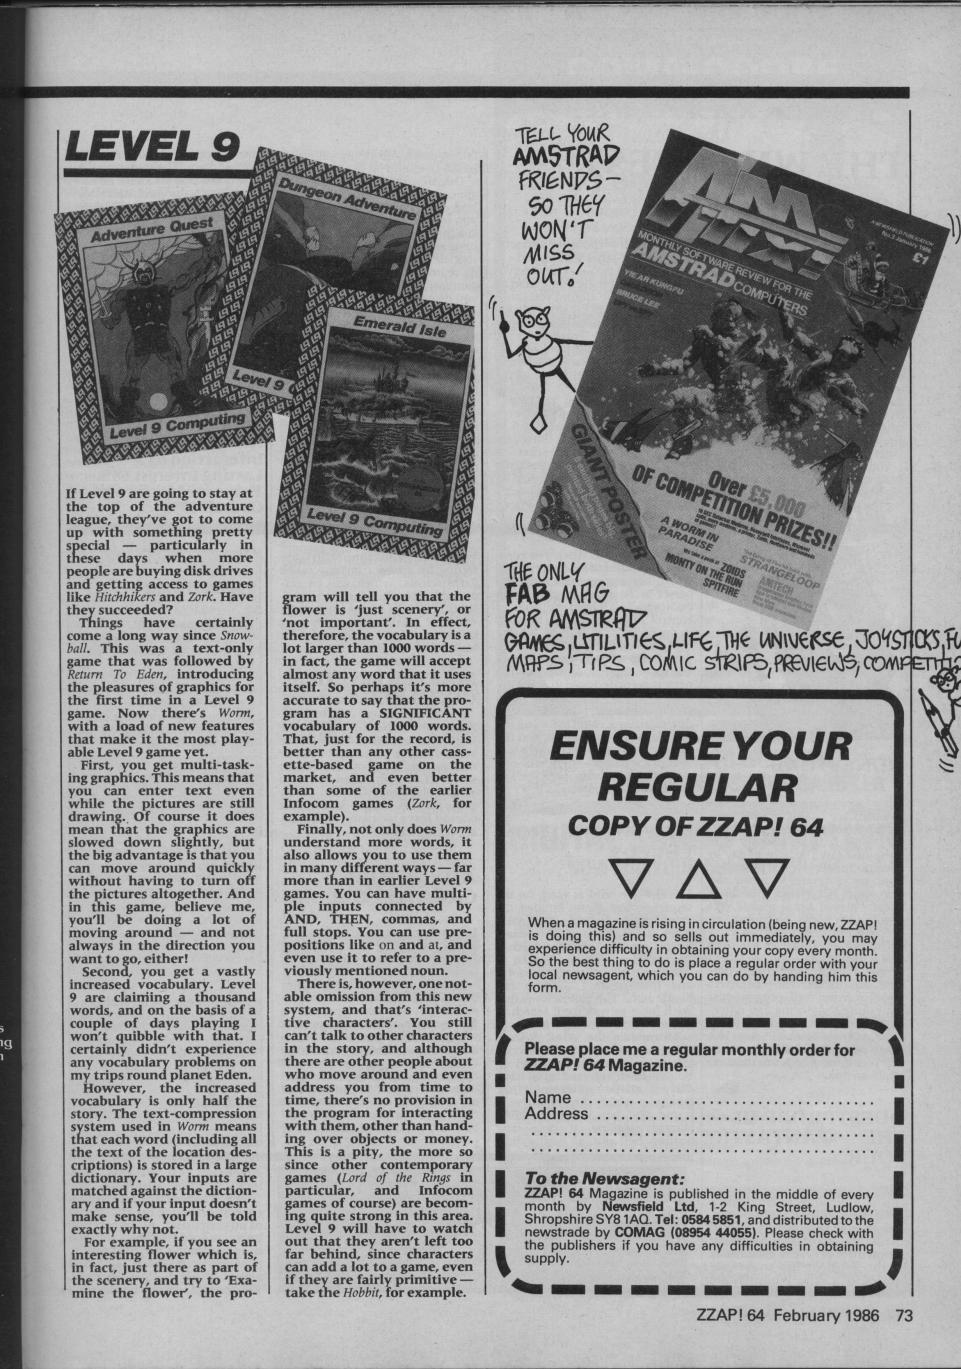 LEVEL 9
Adventure Quest
Level 9 Computing
Dungeon Adventure
Level 9
Emerald Isle
Level 9 Computing
If Level 9 are going to stay at
the top of the adventure
league, they've got to come
up with something pretty
special — particularly in
these days when more
people are buying disk drives
and getting access to games
like Hitchhikers and Zork. Have
they succeeded?
Things have certainly
come a long way since Snow-
ball. This was a text-only
game that was followed by
Return To Eden, introducing
the pleasures of graphics for
the first time in a Level 9
game. Now there's Worm,
with a load of new features
that make it the most play-
able Level 9 game yet.
First, you get multi-task-
ing graphics. This means that
you can enter text even
while the pictures are still
drawing. Of course it does
mean that the graphics are
slowed down slightly, but
the big advantage is that you
can move around quickly
without having to turn off
the pictures altogether. And
in this game, believe me,
you'll be doing a lot of
moving around — and not
always in the direction you
want to go, either!
Second, you get a vastly
increased vocabulary. Level
9 are claimiing a thousand
words, and on the basis of a
couple of days playing I
won't quibble with that. I
certainly didn't experience
any vocabulary problems on
my trips round planet Eden.
However, the increased
vocabulary is only half the
story. The text-compression
system used in Worm means
that each word (including all
the text of the location des-
criptions) is stored in a large
dictionary. Your inputs are
matched against the diction-
ary and if your input doesn't
make sense, you'll be told
exactly why not.
For example, if you see an
interesting flower which is,
in fact, just there as part of
the scenery, and try to 'Exa-
mine the flower', the pro-
gram will tell you that the
flower is 'just scenery', or
'not important'. In effect,
therefore, the vocabulary is a
lot larger than 1000 words —
in fact, the game will accept
almost any word that it uses
itself. So perhaps it's more
accurate to say that the pro-
gram has a SIGNIFICANT
vocabulary of 1000 words.
That, just for the record, is
better than any other cass-
ette-based game on the
market, and even better
than some of the earlier
Infocom games (Zork, for
example).
Finally, not only does Worm
understand more words, it
also allows you to use them
in many different ways — far
more than in earlier Level 9
games. You can have multi-
ple inputs connected by
AND, THEN, commas, and
full stops. You can use pre-
positions like on and at, and
even use it to refer to a pre-
viously mentioned noun.
There is, however, one not-
able omission from this new
system, and that's 'interac-
tive characters'. You still
can't talk to other characters
in the story, and although
there are other people about
who move around and even
address you from time to
time, there's no provision in
the program for interacting
with them, other than hand-
ing over objects or money.
This is a pity, the more so
since other contemporary
games (Lord of the Rings in
particular, and Infocom
games of course) are becom-
ing quite strong in this area.
Level 9 will have to watch
out that they aren't left too
far behind, since characters
can add a lot to a game, even
if they are fairly primitive —
take the Hobbit, for example.
TELL YOUR
AMSTRAD
FRIENDS—
SO THEY
WON'T
MISS
OUT!
AMTIX!
A NEWSFIELD PUBLICATION
No.3 January 1986
£1
MONTHLY SOFTWARE REVIEW FOR THE
AMSTRAD COMPUTERS
YIE AR KUNG FU
BRUCE LEE
GIANT POSTER
Over £5,000
OF COMPETITION PRIZES!!
A WORM IN
PARADISE
ZOIDS
MONTY ON THE RUN
SPITFIRE
STRANGELOOP
AMTECH
THE ONLY
FAB MAG
FOR AMSTRAD
GAMES, UTILITIES, LIFE, THE UNIVERSE, JOYSTICKS, FU
MAPS, TIPS, COMIC STRIPS, PREVIEWS, COMPETITIO
ENSURE YOUR
REGULAR
COPY OF ZZAP! 64
When a magazine is rising in circulation (being new, ZZAP!
is doing this) and so sells out immediately, you may
experience difficulty in obtaining your copy every month.
So the best thing to do is place a regular order with your
local newsagent, which you can do by handing him this
form.
Please place me a regular monthly order for
ZZAP! 64 Magazine.
Name
Address
To the Newsagent:
ZZAP! 64 Magazine is published in the middle of every
month by Newsfield Ltd, 1-2 King Street, Ludlow,
Shropshire SY8 1AQ. Tel: 0584 5851, and distributed to the
newstrade by COMAG (08954 44055). Please check with
the publishers if you have any difficulties in obtaining
supply.
ZZAP! 64 February 1986 73